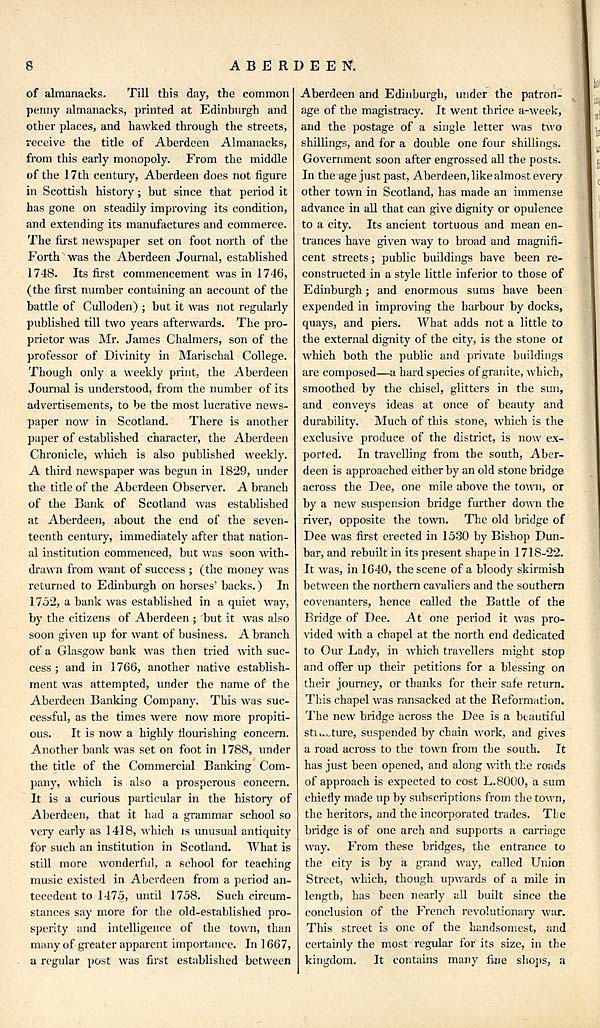 8
ABERDEEN.
of almanacks. Till this day, the common
penny almanacks, printed at Edinburgh and
other places, and hawked through the streets,
receive the title of Aberdeen Almanacks,
from this early monopoly. From the middle
of the 17th century, Aberdeen does not figure
in Scottish history; but since that period it
has gone on steadily improving its condition,
and extending its manufactures and commerce.
The first newspaper set on foot north of the
Forth was the Aberdeen Journal, established
1748. Its first commencement was in 1746,
(the first number containing an account of the
battle of Culloden); but it was not regularly
published till two years afterwards. The pro-
prietor was Mr. James Chalmers, son of the
professor of Divinity in Marischal College.
Though only a weekly print, the Aberdeen
Journal is understood, from the number of its
advertisements, to be the most lucrative news-
paper now in Scotland. There is another
paper of established character, the Aberdeen
Chronicle, which is also published weekly.
A third newspaper was begun in 1829, under
the title of the Aberdeen Observer. A branch
of the Bank of Scotland was established
at Aberdeen, about the end of the seven-
teenth century, immediately after that nation-
al institution commenced, but was soon with-
drawn from want of success; (the money was
returned to Edinburgh on horses' backs.) In
1752, a bank was established in a quiet way,
by the citizens of Aberdeen; but it was also
soon given up for want of business. A branch
of a Glasgow bank was then tried with suc-
cess; and in 1766, another native establish-
ment was attempted, under the name of the
Aberdeen Banking Company. This was suc-
cessful, as the times were now more propiti-
ous. It is now a highly flourishing concern.
Another bank was set on foot in 1788, under
the title of the Commercial Banking Com-
pany, which is also a prosperous concern.
It is a curious particular in the history of
Aberdeen, that it had a grammar school so
very early as 1418, which is unusual antiquity
for such an institution in Scotland. What is
still more wonderful, a school for teaching
music existed in Aberdeen from a period an-
tecedent to 1475, until 1758. Such circum-
stances say more for the old-established pro-
sperity and intelligence of the town, than
many of greater apparent importance. In 1667,
a regular post was first established between
Aberdeen and Edinburgh, under the patron-
age of the magistracy. It went thrice a-week,
and the postage of a single letter was two
shillings, and for a double one four shillings.
Government soon after engrossed all the posts.
In the age just past, Aberdeen, like almost every
other town in Scotland, has made an immense
advance in all that can give dignity or opulence
to a city. Its ancient tortuous and mean en-
trances have given way to broad and magnifi-
cent streets; public buildings have been re-
constructed in a style little inferior to those of
Edinburgh; and enormous sums have been
expended in improving the harbour by docks,
quays, and piers. What adds not a little to
the external dignity of the city, is the stone of
which both the public and private buildings
are composed—a hard species of granite, which,
smoothed by the chisel, glitters in the sun,
and conveys ideas at once of beauty and
durability. Much of this stone, which is the
exclusive produce of the district, is now ex-
ported. In travelling from the south, Aber-
deen is approached either by an old stone bridge
across the Dee, one mile above the town, or
by a new suspension bridge further down the
river, opposite the town. The old bridge of
Dee was first erected in 1530 by Bishop Dun-
bar, and rebuilt in its present shape in 1718-22.
It was, in 1640, the scene of a bloody skirmish
between the northern cavaliers and the southern
covenanters, hence called the Battle of the
Bridge of Dee. At one period it was pro-
vided with a chapel at the north end dedicated
to Our Lady, in which travellers might stop
and offer up their petitions for a blessing on
their journey, or thanks for their safe return.
This chapel was ransacked at the Reformation.
The new bridge across the Dee is a beautiful
structure, suspended by chain work, and gives
a road across to the town from the south. It
has just been opened, and along with the roads
of approach is expected to cost L.8000, a sum
chiefly made up by subscriptions from the town,
the heritors, and the incorporated trades. The
bridge is of one arch and supports a carriage
way. From these bridges, the entrance to
the city is by a grand way, called Union
Street, which, though upwards of a mile in
length, has been nearly all built since the
conclusion of the French revolutionary war.
This street is one of the handsomest, and
certainly the most regular for its size, in the
kingdom. It contains many fine shops, a